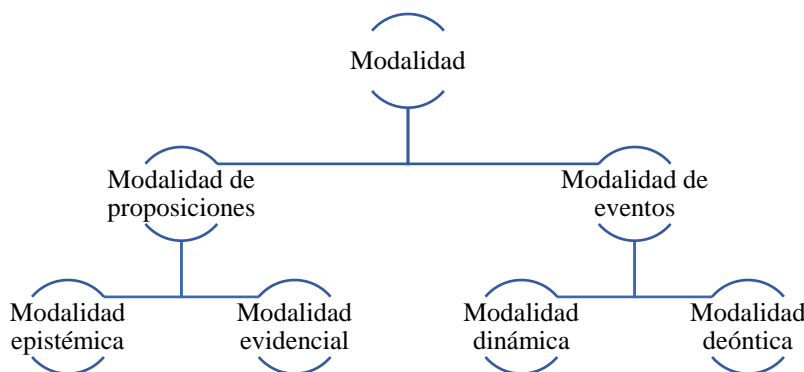 Modalidad
Modalidad de
proposiciones
Modalidad de
eventos
Modalidad
epistémica
Modalidad
evidencial
Modalidad
dinámica
Modalidad
deóntica